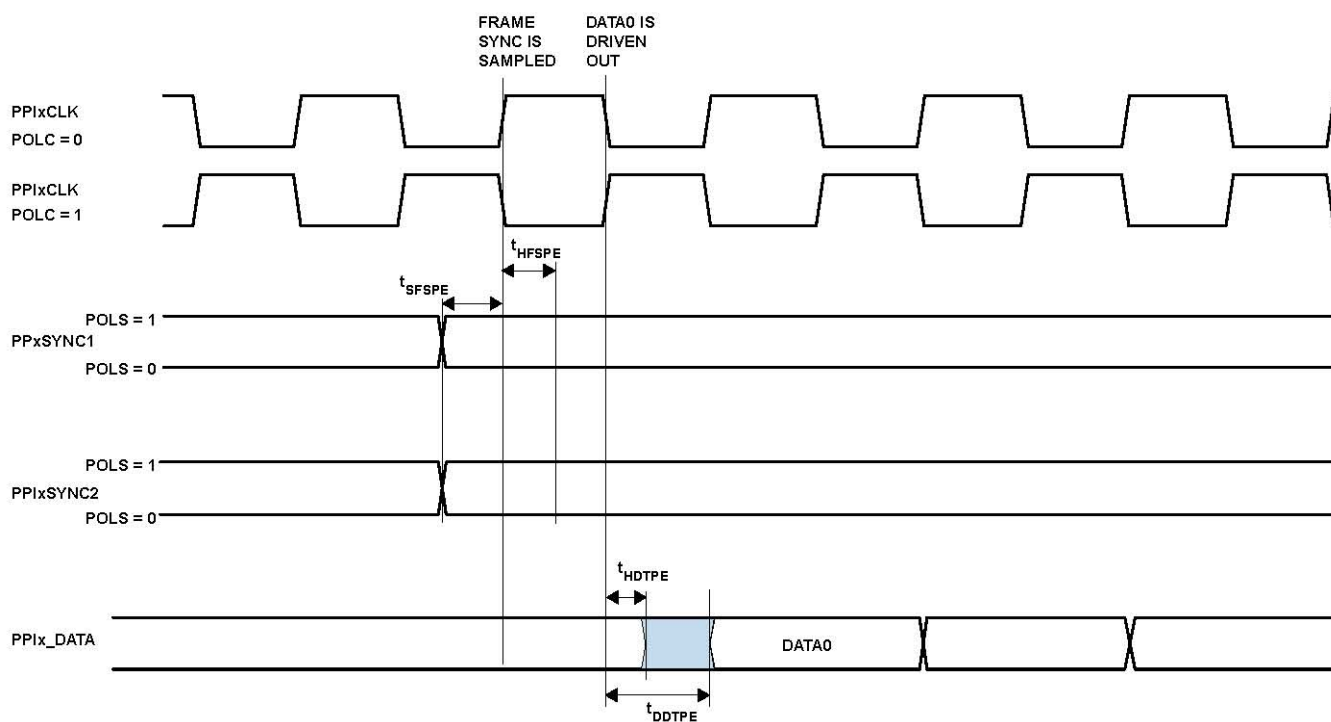 FRAME
SYNC IS
SAMPLED
DATA0 IS
DRIVEN
OUT
PPIxCLK
POLC = 0
PPIxCLK
POLC = 1
tHFSPE
tSFSPE
POLS = 1
PPxSYNC1
POLS = 0
POLS = 1
PPIxSYNC2
POLS = 0
tHDTPE
PPIx_DATA
DATA0
tDDTPE